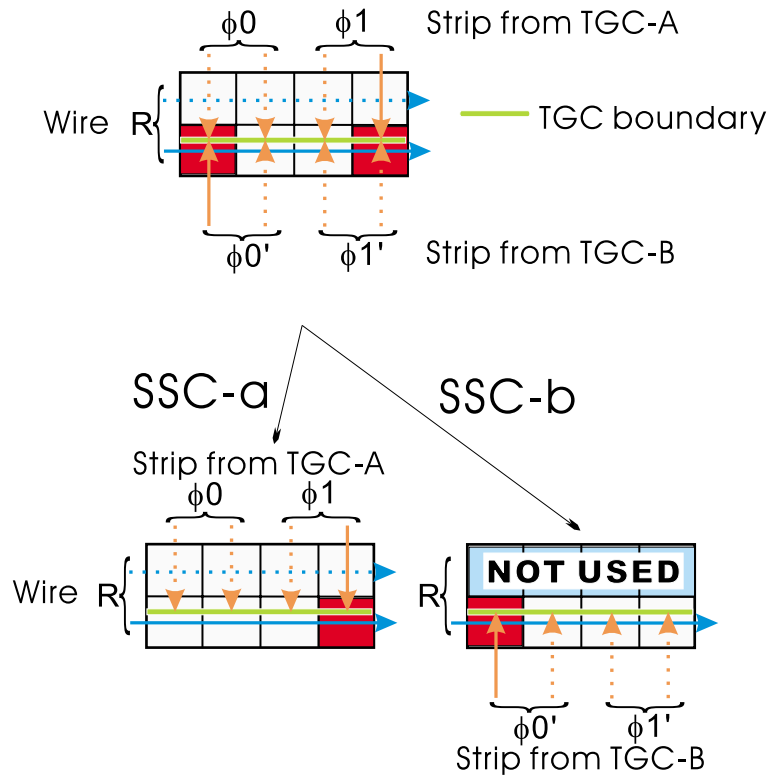 ϕ0 ϕ1 Strip from TGC-A
Wire R
TGC boundary
ϕ0' ϕ1' Strip from TGC-B
SSC-a SSC-b
Strip from TGC-A
ϕ0 ϕ1
Wire R
R NOT USED
ϕ0' ϕ1'
Strip from TGC-B